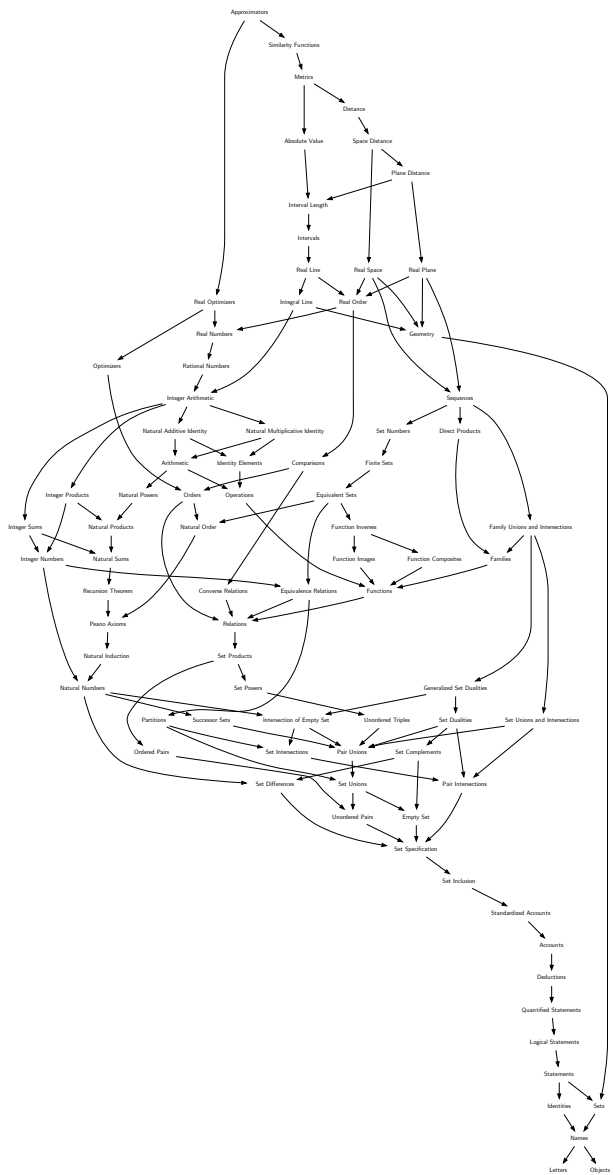 Approximators
Similarity Functions
Metrics
Distance
Absolute Value
Space Distance
Plane Distance
Interval Length
Intervals
Real Line
Real Space
Real Plane
Real Optimizers
Integral Line
Real Order
Real Numbers
Geometry
Optimizers
Rational Numbers
Integer Arithmetic
Sequences
Natural Additive Identity
Natural Multiplicative Identity
Set Numbers
Direct Products
Arithmetic
Identity Elements
Comparisons
Finite Sets
Integer Products
Natural Powers
Orders
Operations
Equivalent Sets
Integer Sums
Natural Products
Natural Order
Function Inverses
Family Unions and Intersections
Integer Numbers
Natural Sums
Function Images
Function Composites
Families
Recursion Theorem
Converse Relations
Equivalence Relations
Functions
Peano Axioms
Relations
Natural Induction
Set Products
Natural Numbers
Set Powers
Generalized Set Dualities
Partitions
Successor Sets
Intersection of Empty Set
Unordered Triples
Set Dualities
Set Unions and Intersections
Ordered Pairs
Set Intersections
Pair Unions
Set Complements
Set Differences
Set Unions
Pair Intersections
Unordered Pairs
Empty Set
Set Specification
Set Inclusion
Standardized Accounts
Accounts
Deductions
Quantified Statements
Logical Statements
Statements
Identities
Sets
Names
Letters
Objects